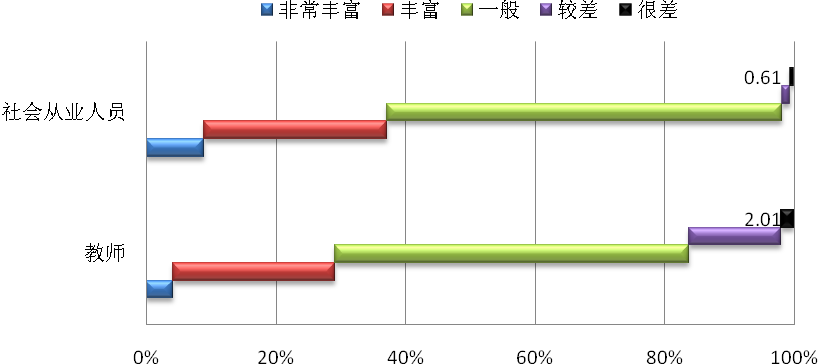 非常丰富 丰富 一般 较差 很差
0.61
社会从业人员
2.01
教师
0% 20% 40% 60% 80% 100%